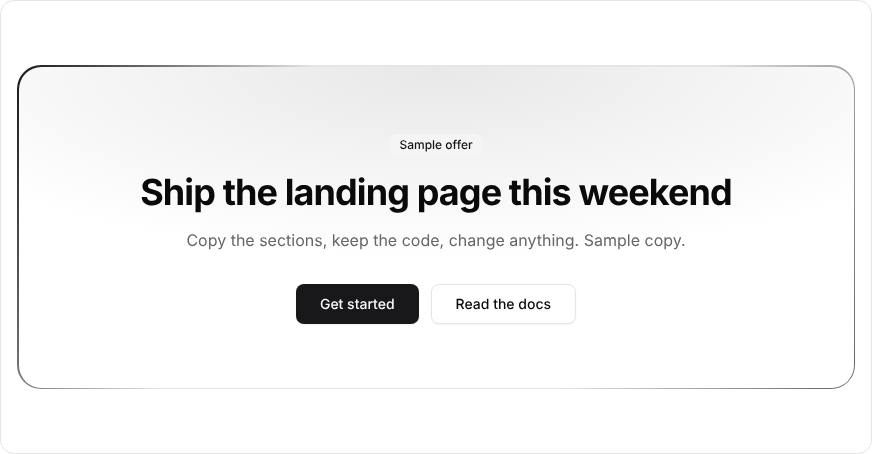 Sample offer
Ship the landing page this weekend
Copy the sections, keep the code, change anything. Sample copy.
Get started
Read the docs